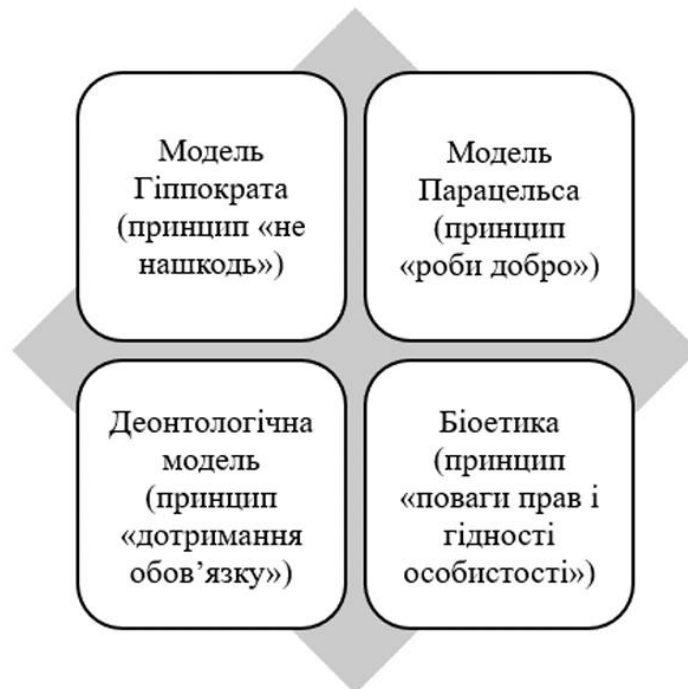 Модель
Гіппократа
(принцип «не
нашкодь»)
Модель
Парацельса
(принцип
«роби добро»)
Деонтологічна
модель
(принцип
«дотримання
обов’язку»)
Біоетика
(принцип
«поваги прав і
гідності
особистості»)